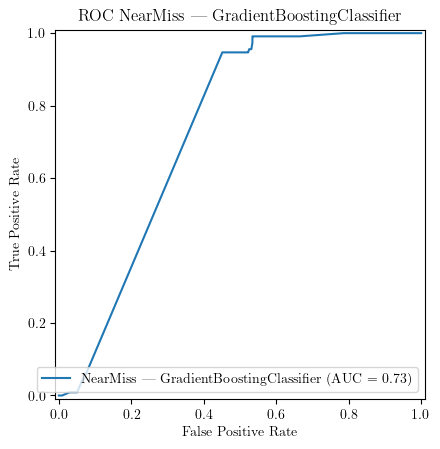 ROC NearMiss — GradientBoostingClassifier
1.0
0.8
0.6
0.4
0.2
0.0
True Positive Rate
NearMiss — GradientBoostingClassifier (AUC = 0.73)
0.0 0.2 0.4 0.6 0.8 1.0
False Positive Rate